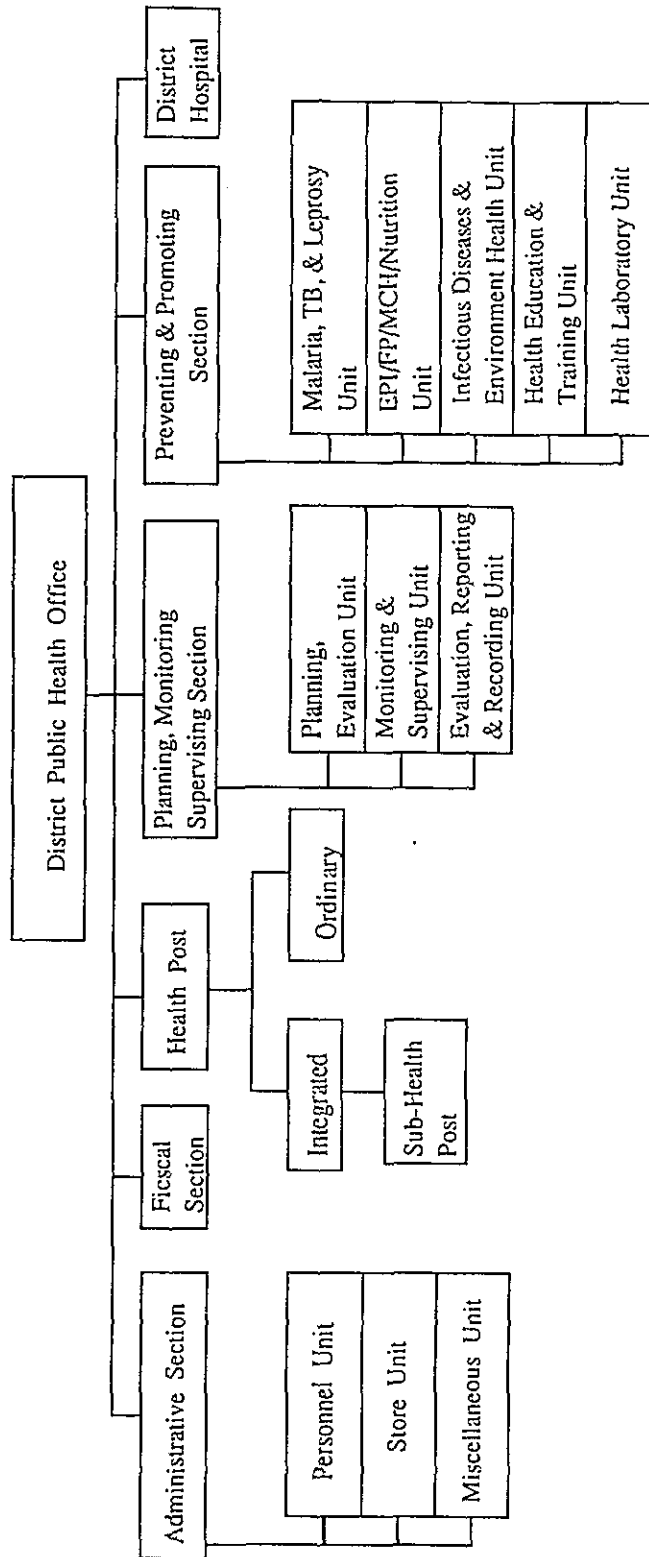 District Public Health Office
Administrative Section
Ficscal
Section
Health Post
Planning, Monitoring
Supervising Section
Preventing & Promoting
Section
District
Hospital
Personnel Unit
Store Unit
Miscellaneous Unit
Integrated
Ordinary
Sub-Health
Post
Planning,
Evaluation Unit
Monitoring &
Supervising Unit
Evaluation, Reporting
& Recording Unit
Malaria, TB, & Leprosy
Unit
EPI/FP/MCH/Nutrition
Unit
Infectious Diseases &
Environment Health Unit
Health Education &
Training Unit
Health Laboratory Unit